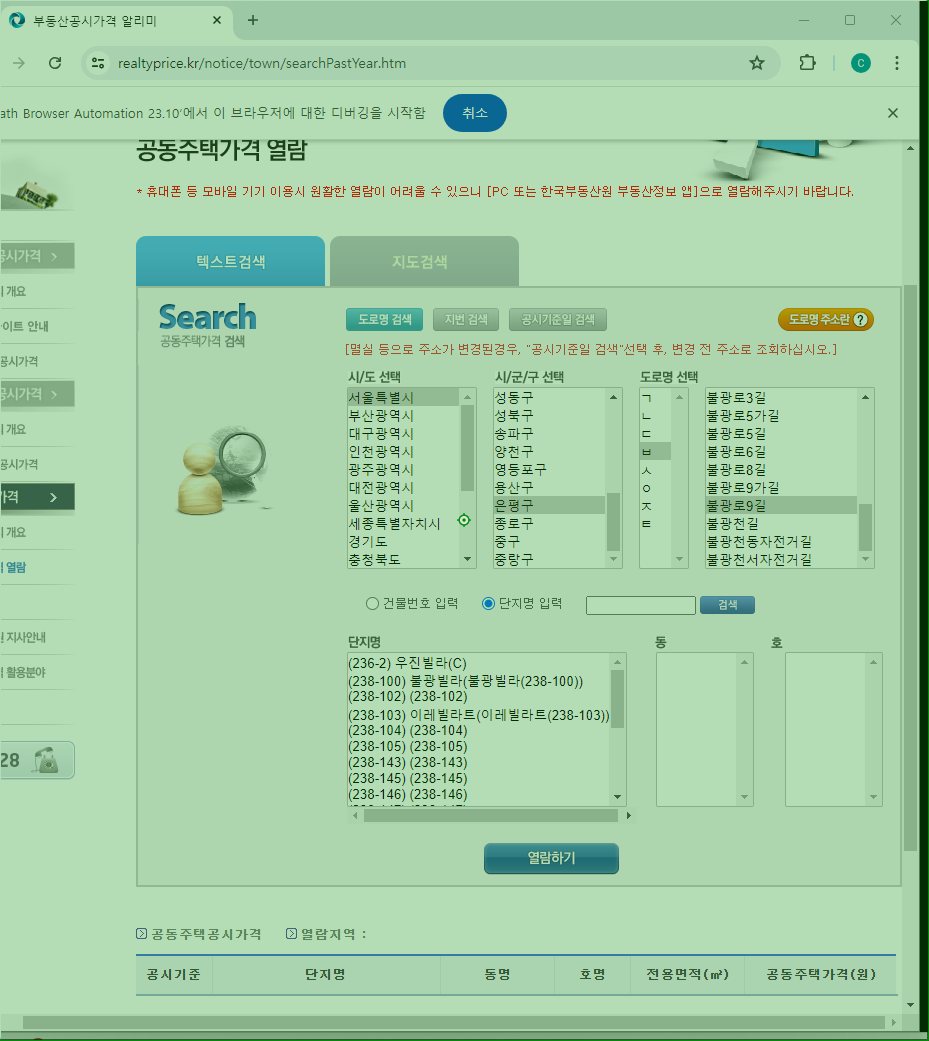 부동산공시가격 알리미
realtyprice.kr/notice/town/searchPastYear.htm
C
ath Browser Automation 23.10'에서 이 브라우저에 대한 디버깅을 시작함
취소
공동주택가격 열람
* 휴대폰 등 모바일 기기 이용시 원활한 열람이 어려울 수 있으니 [PC 또는 한국부동산원 부동산정보 앱]으로 열람해주시기 바랍니다.
공시가격
개요
이트 안내
공시가격
공시가격
개요
공시가격
가격
개요
열람
지사안내
활용분야
28
텍스트검색
지도검색
Search
공동주택가격 검색
도로명 검색
지번 검색
공시기준일 검색
도로명 주소란 ?
[멸실 등으로 주소가 변경된경우, "공시기준일 검색"선택 후, 변경 전 주소로 조회하십시오.]
시/도 선택
서울특별시
부산광역시
대구광역시
인천광역시
광주광역시
대전광역시
울산광역시
세종특별자치시
경기도
충청북도
시/군/구 선택
성동구
성북구
송파구
양천구
영등포구
용산구
은평구
종로구
중구
중랑구
도로명 선택
ㄱ
ㄴ
ㄷ
ㅂ
ㅅ
ㅇ
ㅈ
ㅌ
불광로3길
불광로5가길
불광로5길
불광로6길
불광로8길
불광로9가길
불광로9길
불광천길
불광천동자전거길
불광천서자전거길
건물번호 입력
단지명 입력
검색
단지명
(236-2) 우진빌라(C)
(238-100) 불광빌라(불광빌라(238-100))
(238-102) (238-102)
(238-103) 이레빌라트(이레빌라트(238-103))
(238-104) (238-104)
(238-105) (238-105)
(238-143) (238-143)
(238-145) (238-145)
(238-146) (238-146)
동
호
열람하기
공동주택공시가격
열람지역 :
공시기준 단지명 동명 호명 전용면적(㎡) 공동주택가격(원)